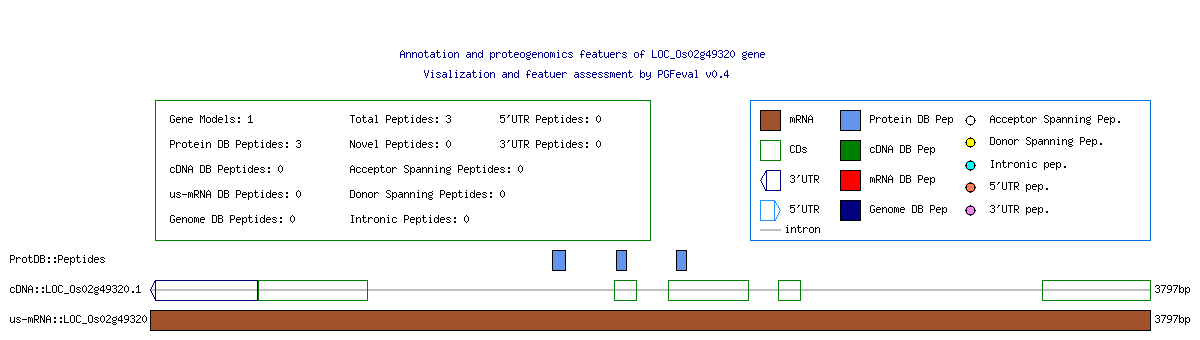 Annotation and proteogenomics featuers of LOC_Os02g49320 gene
Visalization and featuer assessment by PGFeval v0.4
Gene Models: 1 Total Peptides: 3 5'UTR Peptides: 0
Protein DB Peptides: 3 Novel Peptides: 0 3'UTR Peptides: 0
cDNA DB Peptides: 0 Acceptor Spanning Peptides: 0
us-mRNA DB Peptides: 0 Donor Spanning Peptides: 0
Genome DB Peptides: 0 Intronic Peptides: 0
mRNA Protein DB Pep Acceptor Spanning Pep.
CDs cDNA DB Pep Donor Spanning Pep.
3'UTR mRNA DB Pep Intronic pep.
5'UTR Genome DB Pep 5'UTR pep.
intron 3'UTR pep.
ProtDB::Peptides
cDNA::LOC_Os02g49320.1 3797bp
us-mRNA::LOC_Os02g49320 3797bp